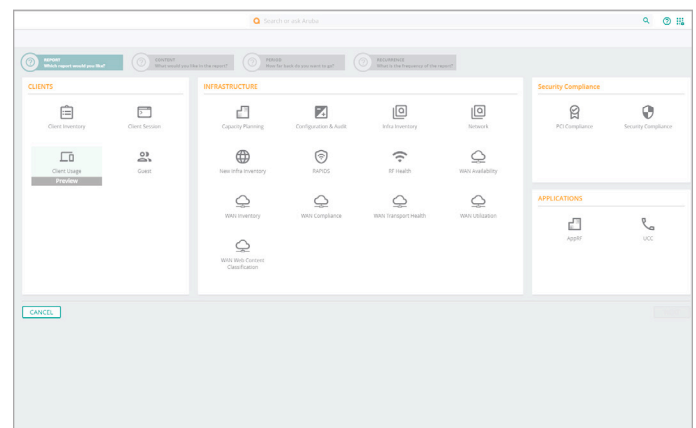 Search or ask Aruba
REPORT
Which report would you like?
CONTENT
What would you like in the report?
PERIOD
How far back do you want to go?
RECURRENCE
What is the frequency of the report?
CLIENTS
Client Inventory
Client Session
Client Usage
Preview
Guest
INFRASTRUCTURE
Capacity Planning
Configuration & Audit
Infra Inventory
Network
New Infra Inventory
RAPIDS
RF Health
WAN Availability
WAN Inventory
WAN Compliance
WAN Transport Health
WAN Utilization
WAN Web Content
Classification
Security Compliance
PCI Compliance
Security Compliance
APPLICATIONS
AppRF
UCC
CANCEL